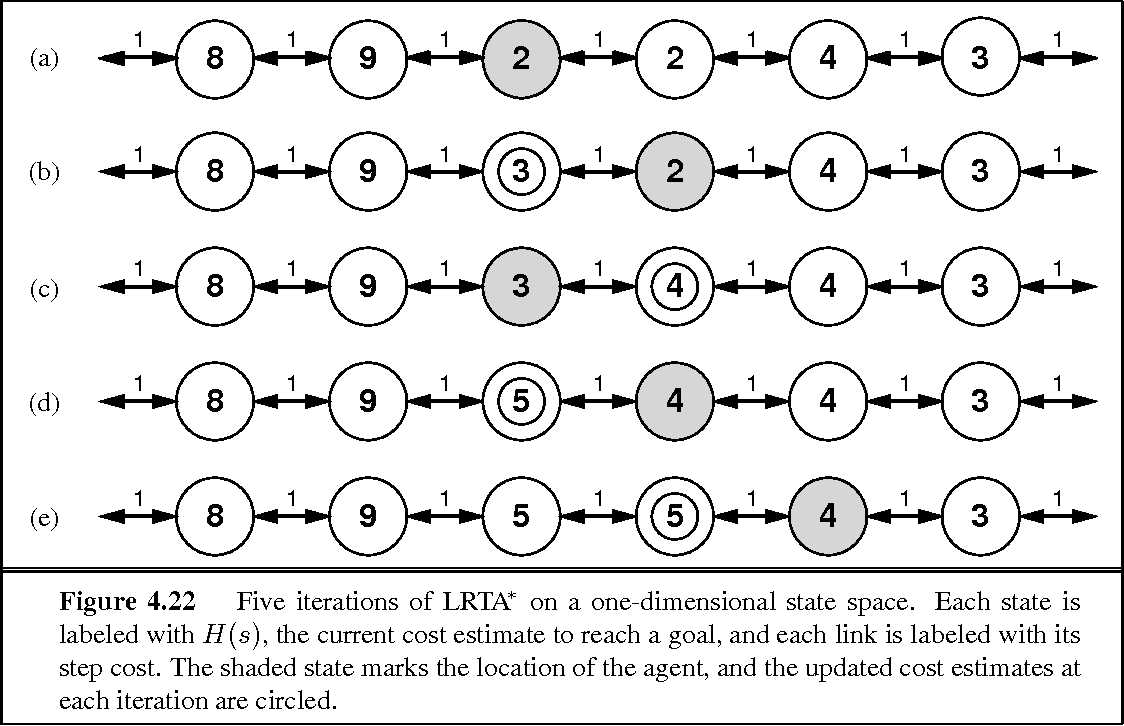 (a) 1 8 1 9 1 2 1 2 1 4 1 3 1
(b) 1 8 1 9 1 3 1 2 1 4 1 3 1
(c) 1 8 1 9 1 3 1 4 1 4 1 3 1
(d) 1 8 1 9 1 5 1 4 1 4 1 3 1
(e) 1 8 1 9 1 5 1 5 1 4 1 3 1
Figure 4.22 Five iterations of LRTA* on a one-dimensional state space. Each state is
labeled with H(s), the current cost estimate to reach a goal, and each link is labeled with its
step cost. The shaded state marks the location of the agent, and the updated cost estimates at
each iteration are circled.